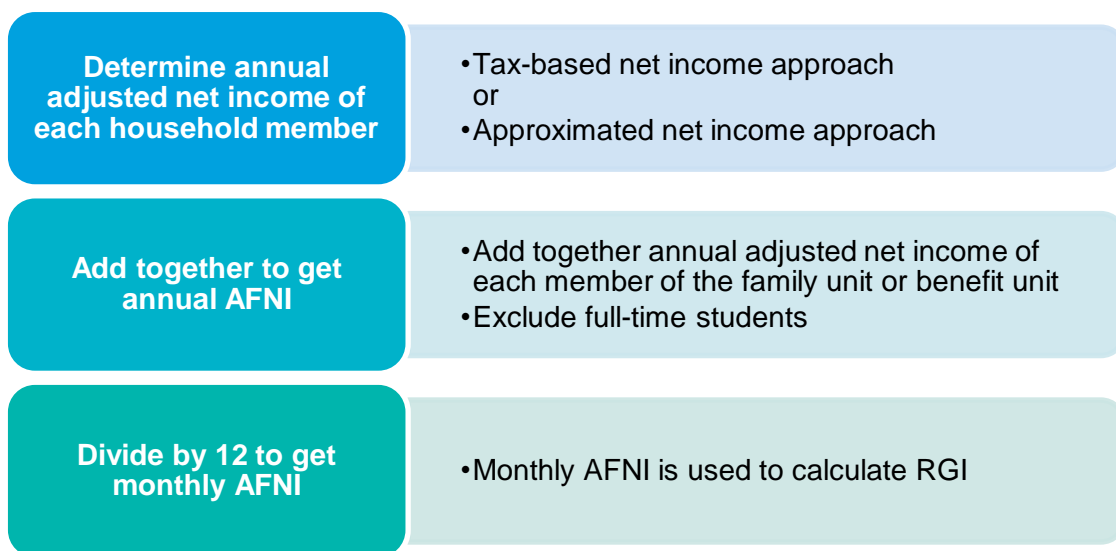 Determine annual
adjusted net income of
each household member
•Tax-based net income approach
or
•Approximated net income approach
Add together to get
annual AFNI
•Add together annual adjusted net income of
each member of the family unit or benefit unit
•Exclude full-time students
Divide by 12 to get
monthly AFNI
•Monthly AFNI is used to calculate RGI